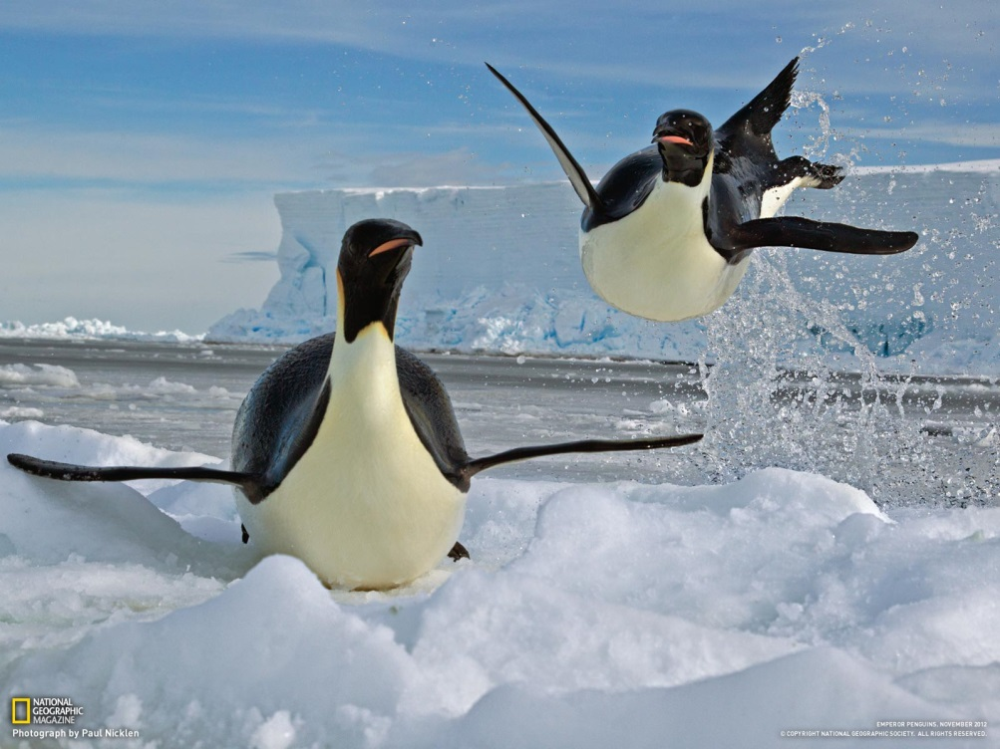 NATIONAL
GEOGRAPHIC
MAGAZINE
Photograph by Paul Nicklen
EMPEROR PENGUINS, NOVEMBER 2012
© COPYRIGHT NATIONAL GEOGRAPHIC SOCIETY. ALL RIGHTS RESERVED.